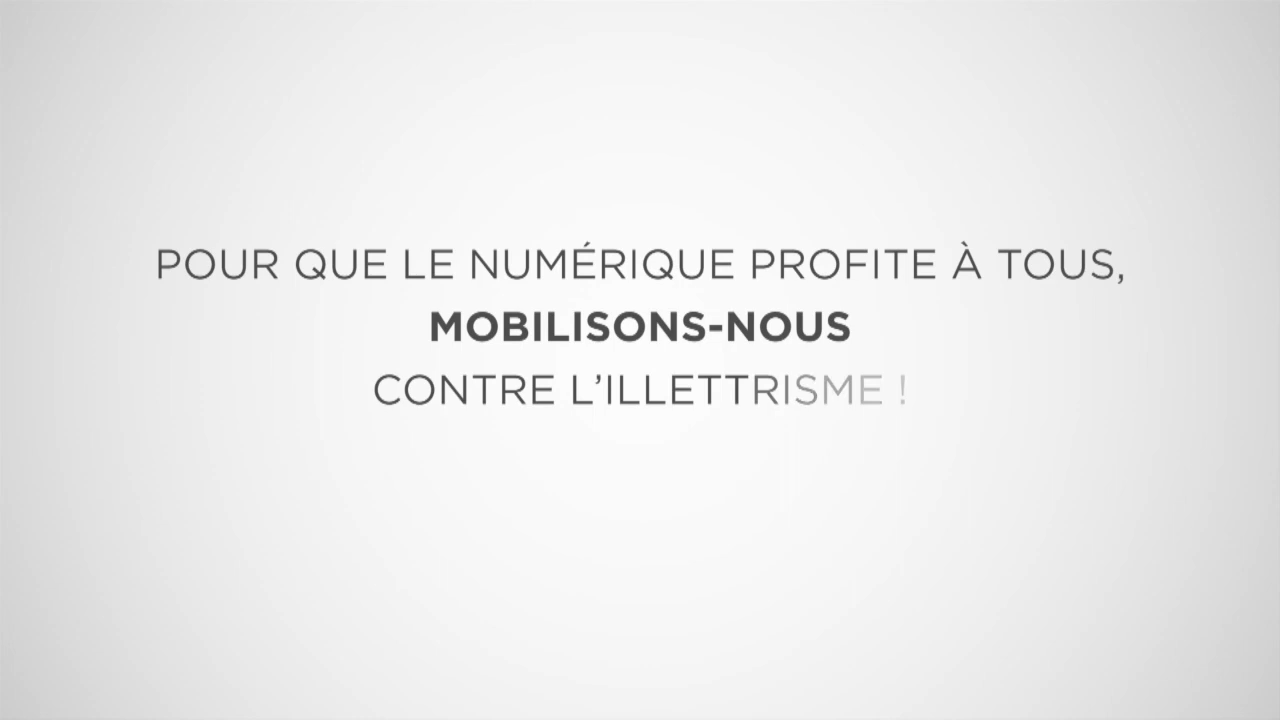 POUR QUE LE NUMÉRIQUE PROFITE À TOUS,
MOBILISONS-NOUS
CONTRE L’ILLETTRISME !